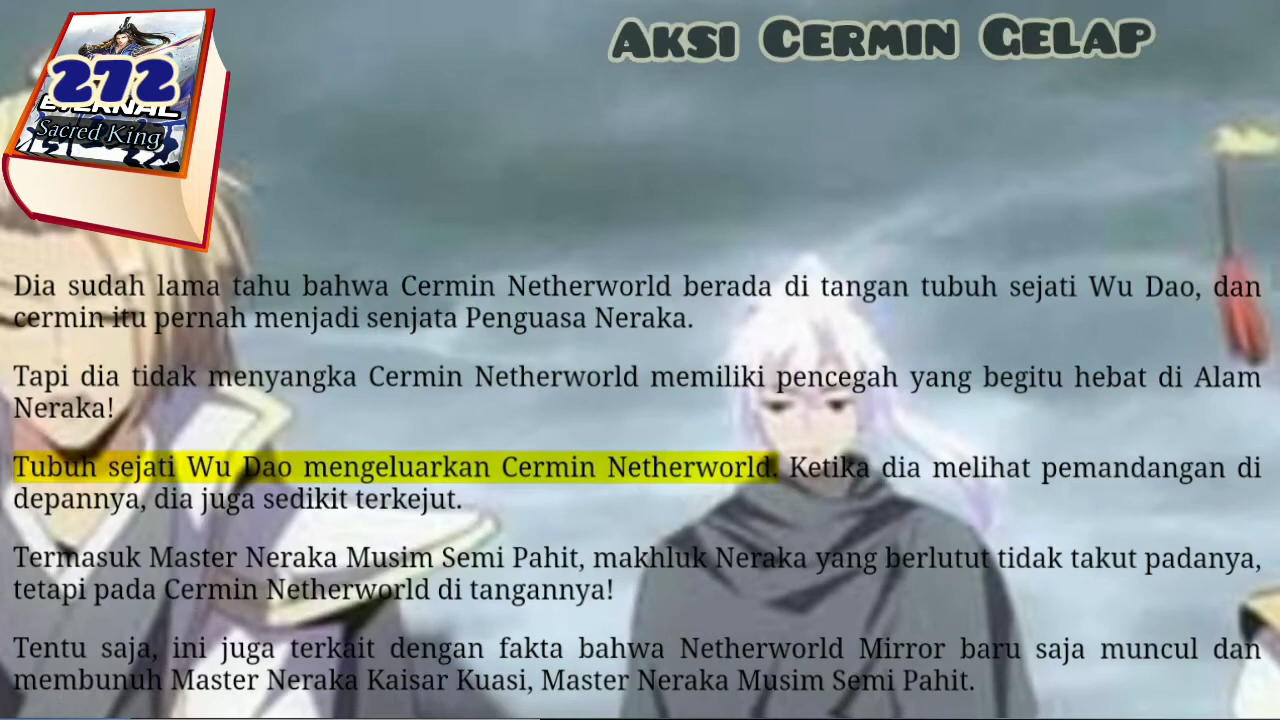 Aksi Cermin Gelap
272
ETERNAL
Sacred King
Dia sudah lama tahu bahwa Cermin Netherworld berada di tangan tubuh sejati Wu Dao, dan
cermin itu pernah menjadi senjata Penguasa Neraka.
Tapi dia tidak menyangka Cermin Netherworld memiliki pencegah yang begitu hebat di Alam
Neraka!
Tubuh sejati Wu Dao mengeluarkan Cermin Netherworld. Ketika dia melihat pemandangan di
depannya, dia juga sedikit terkejut.
Termasuk Master Neraka Musim Semi Pahit, makhluk Neraka yang berlutut tidak takut padanya,
tetapi pada Cermin Netherworld di tangannya!
Tentu saja, ini juga terkait dengan fakta bahwa Netherworld Mirror baru saja muncul dan
membunuh Master Neraka Kaisar Kuasi, Master Neraka Musim Semi Pahit.